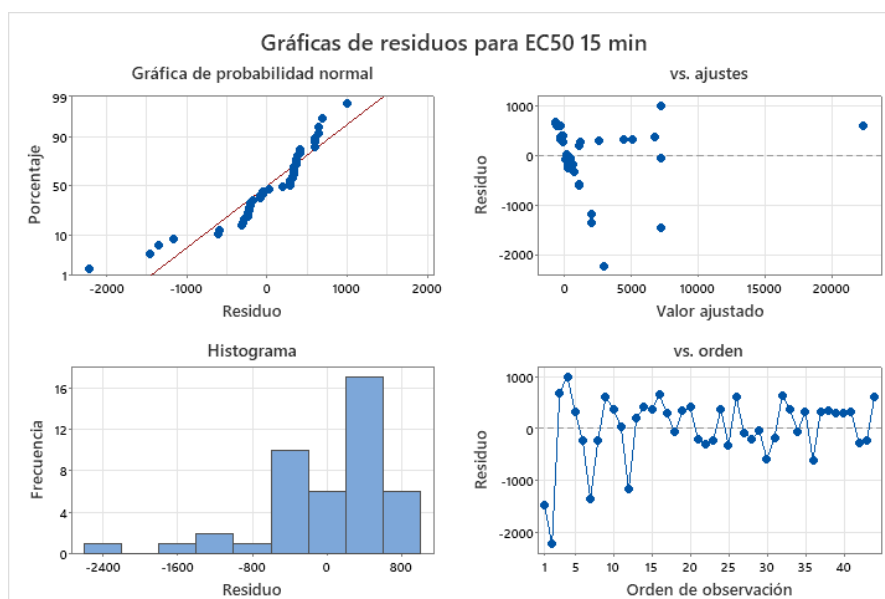 Gráficas de residuos para EC50 15 min
Gráfica de probabilidad normal
99
90
50
10
1
Porcentaje
-2000 -1000 0 1000 2000
Residuo
vs. ajustes
1000
0
-1000
-2000
Residuo
0 5000 10000 15000 20000
Valor ajustado
Histograma
16
12
8
4
0
Frecuencia
-2400 -1600 -800 0 800
Residuo
vs. orden
1000
0
-1000
-2000
Residuo
1 5 10 15 20 25 30 35 40
Orden de observación